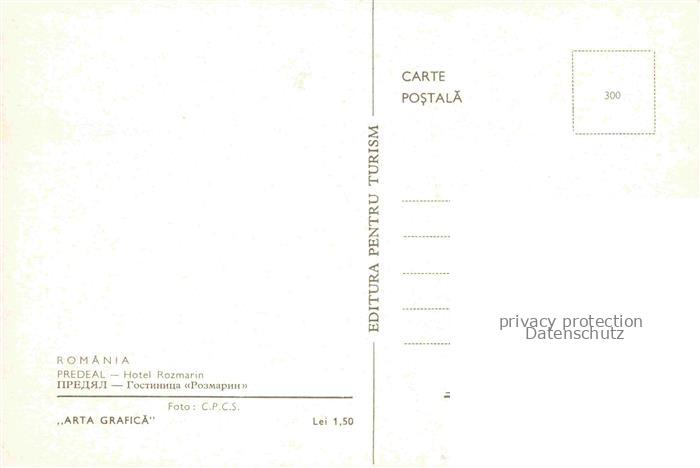 CARTE
POȘTALĂ
300
EDITURA PENTRU TURISM
privacy protection
Datenschutz
ROMÂNIA
PREDEAL — Hotel Rozmarin
ПРЕДЯЛ — Гостиница «Розмарин»
Foto: C.P.C.S.
„ARTA GRAFICĂ"
Lei 1,50